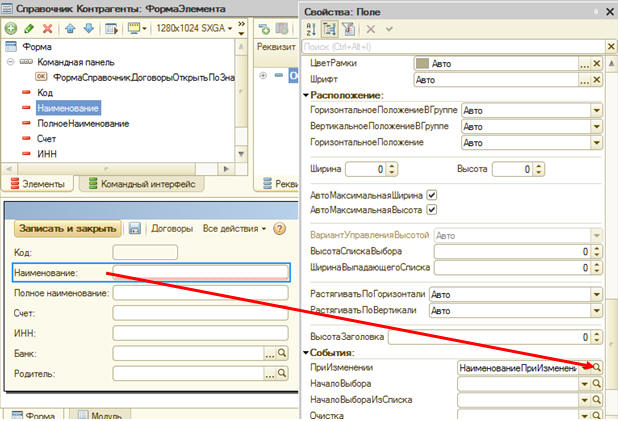 Справочник Контрагенты: ФормаЭлемента
1280x1024 SXGA
Форма
Командная панель
OK ФормаСправочникДоговорыОткрытьПоЗна
Код
Наименование
ПолноеНаименование
Счет
ИНН
Элементы
Командный интерфейс
Реквизит
Рекви
Записать и закрыть
Договоры
Все действия
Код:
Наименование:
Полное наименование:
Счет:
ИНН:
Банк:
Родитель:
Форма
Модуль
Свойства: Поле
Поиск (Ctrl+Alt+I)
ЦветРамки Авто
Шрифт Авто
Расположение:
ГоризонтальноеПоложениеВГруппе Авто
ВертикальноеПоложениеВГруппе Авто
ГоризонтальноеПоложение Авто
Ширина 0 Высота 0
АвтоМаксимальнаяШирина
АвтоМаксимальнаяВысота
ВариантУправленияВысотой Авто
ВысотаСпискаВыбора 0
ШиринаВыпадающегоСписка 0
РастягиватьПоГоризонтали Авто
РастягиватьПоВертикали Авто
ВысотаЗаголовка 0
События:
ПриИзменении НаименованиеПриИзменени
НачалоВыбора
НачалоВыбораИзСписка
Очистка